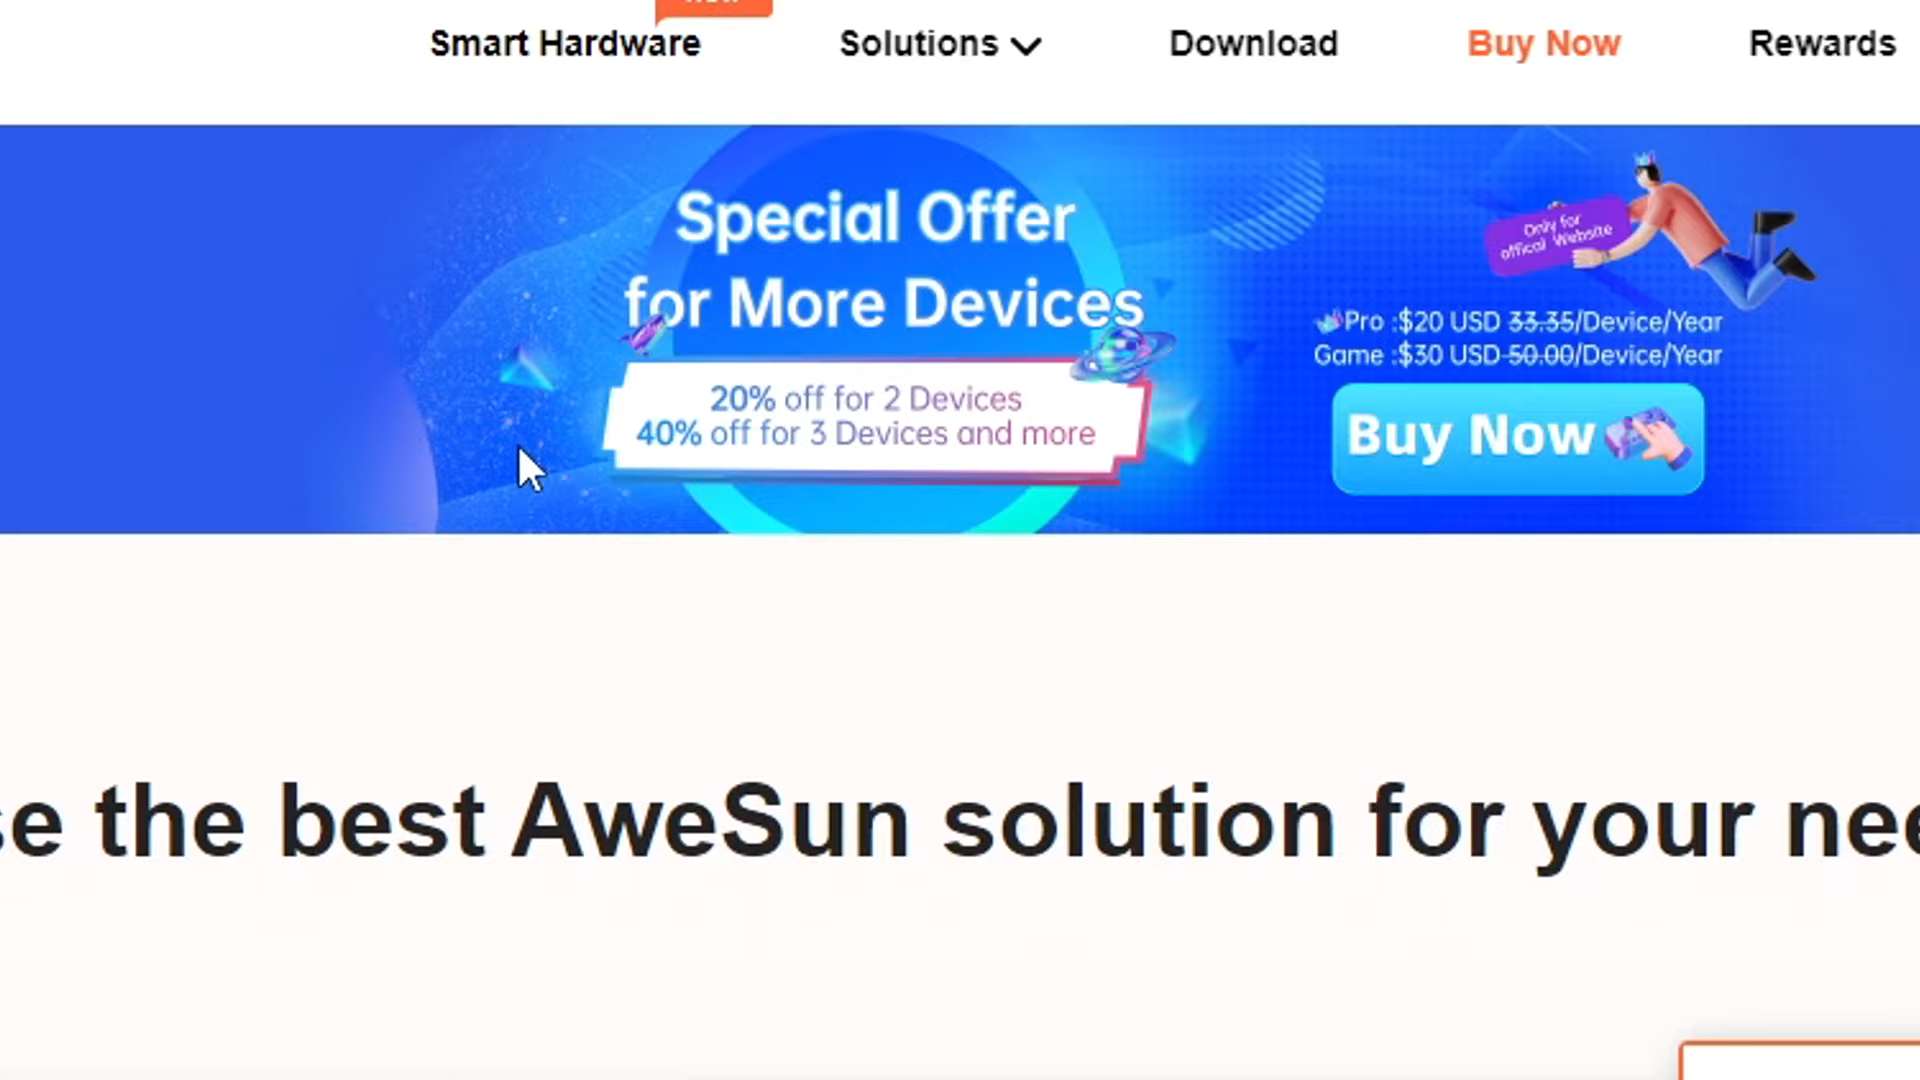 Smart Hardware
Solutions
Download
Buy Now
Rewards
Special Offer
for More Devices
20% off for 2 Devices
40% off for 3 Devices and more
Only for
offical Website
Pro :$20 USD 33.35/Device/Year
Game :$30 USD 50.00/Device/Year
Buy Now
the best AweSun solution for your